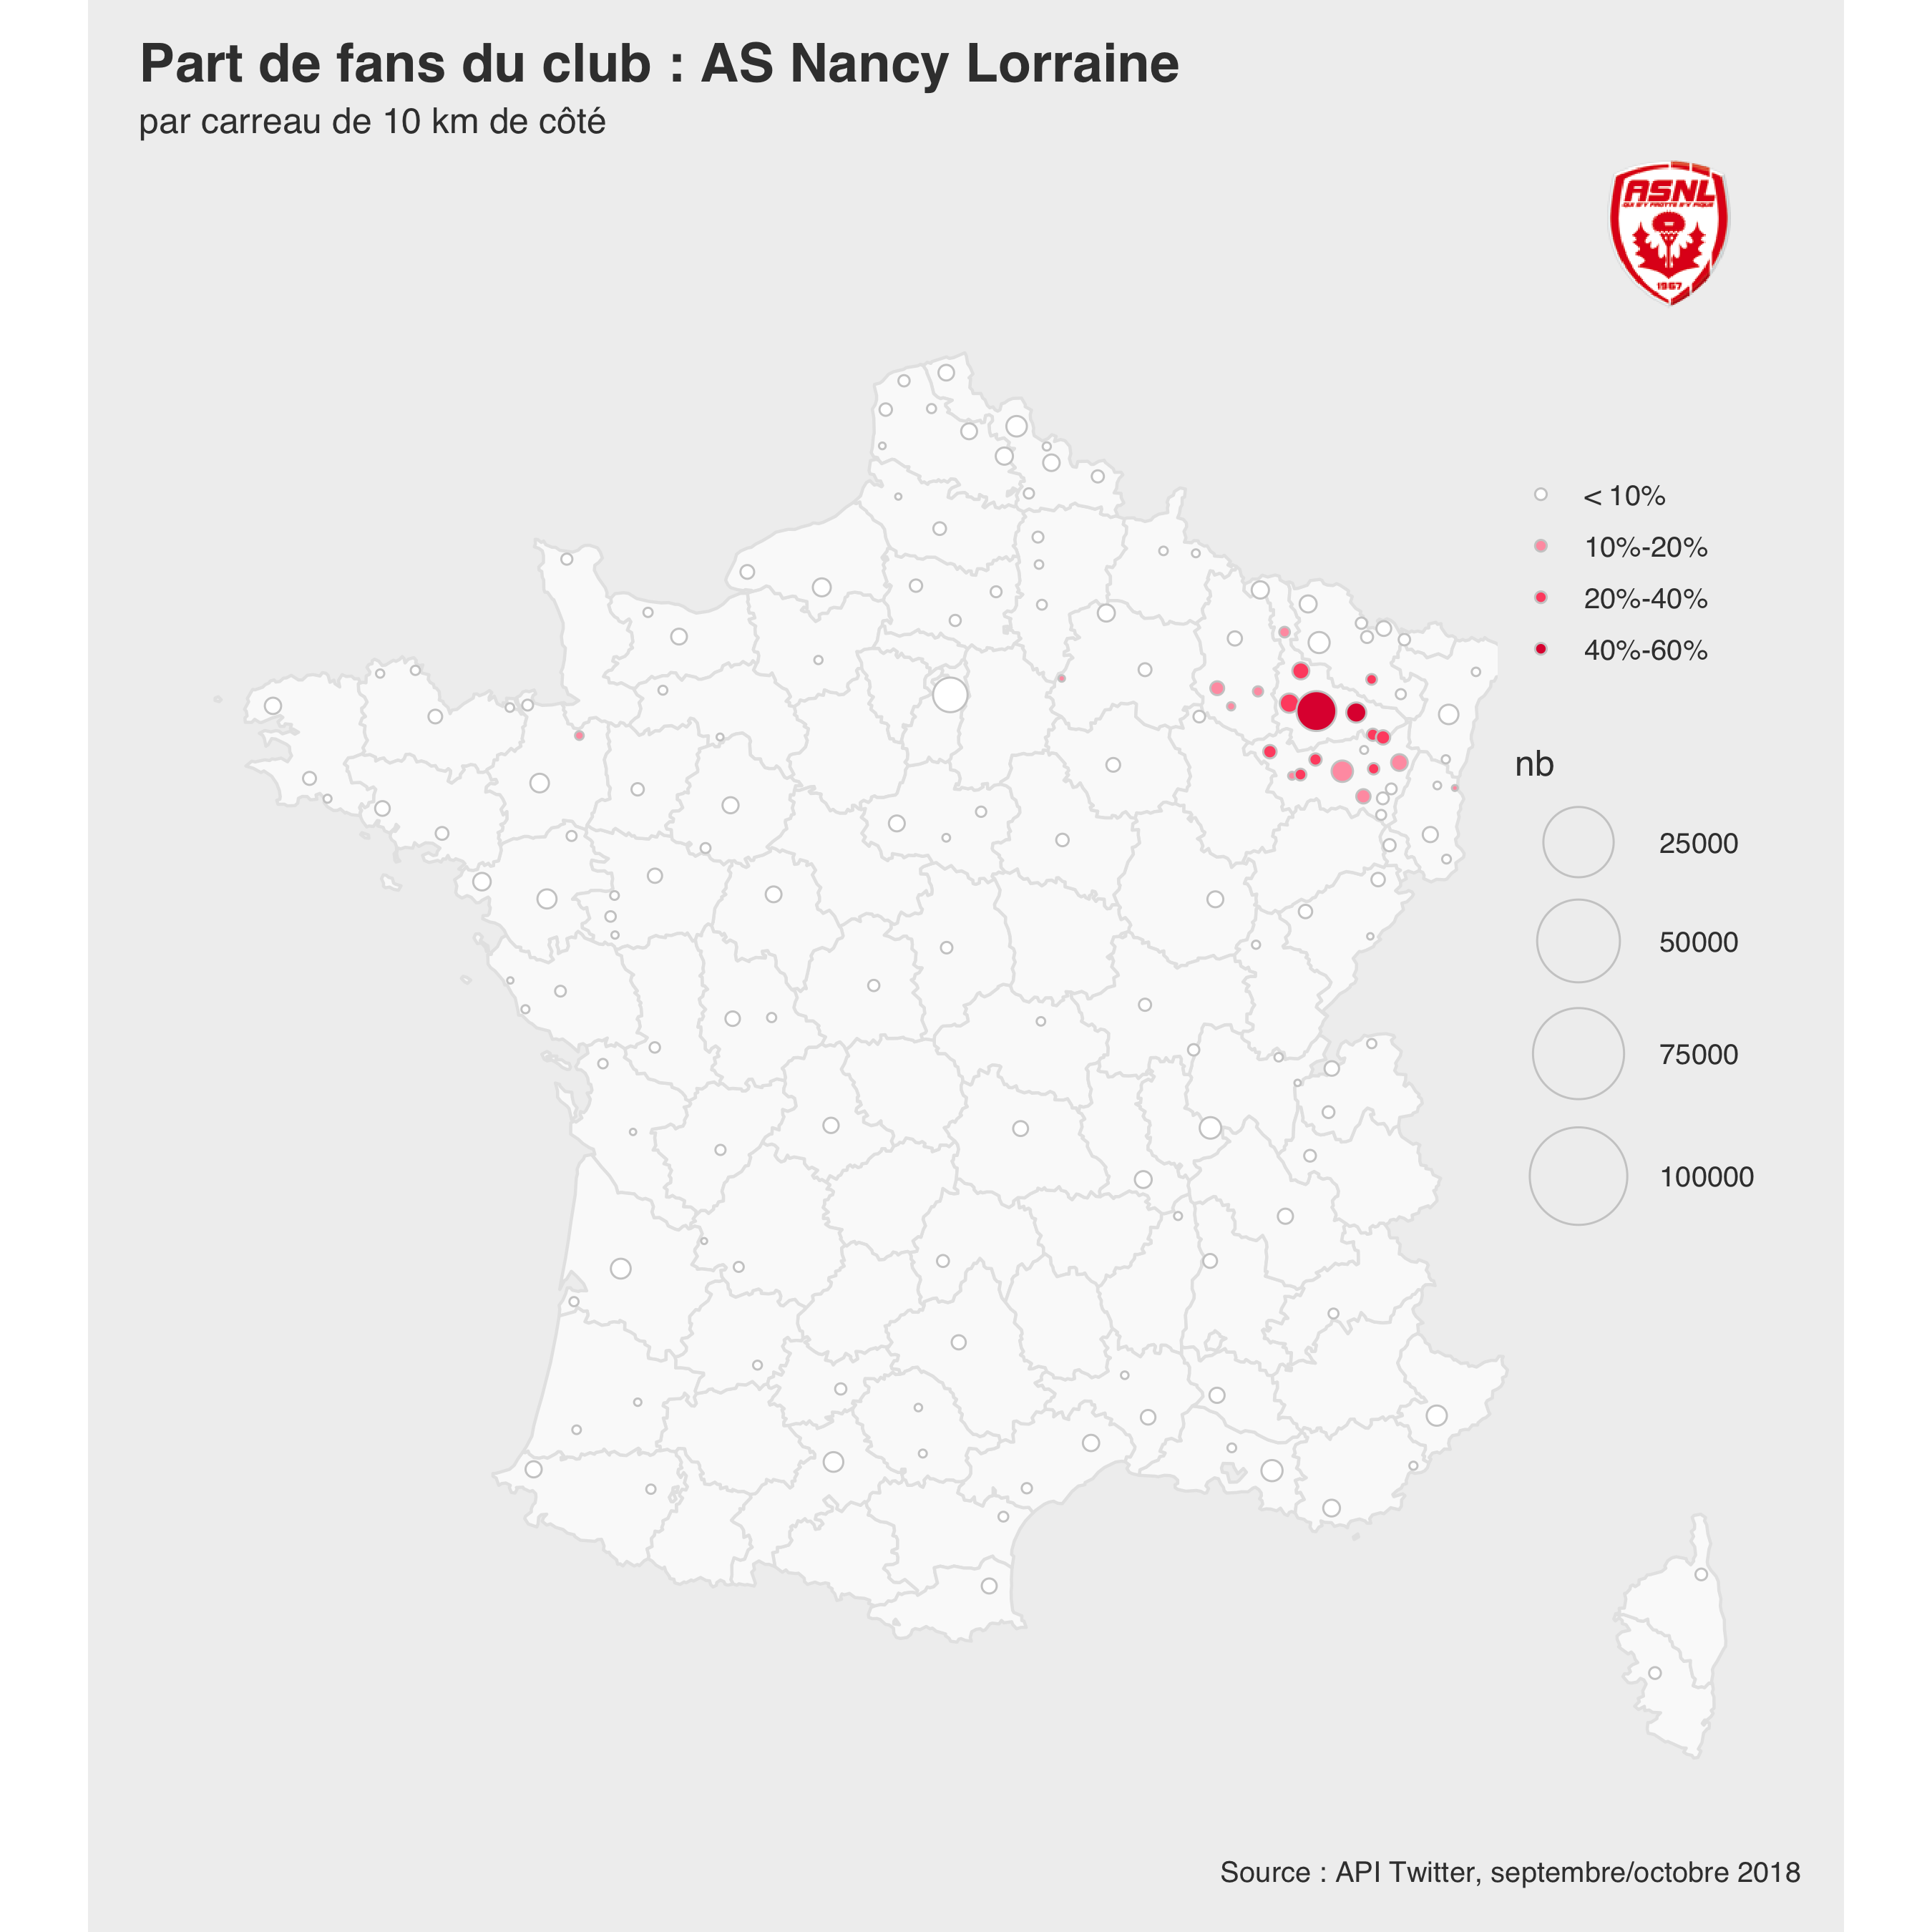 Part de fans du club : AS Nancy Lorraine
par carreau de 10 km de côté
ASNL
QUI S'Y FROTTE S'Y PIQUE
1967
< 10%
10%-20%
20%-40%
40%-60%
nb
25000
50000
75000
100000
Source : API Twitter, septembre/octobre 2018